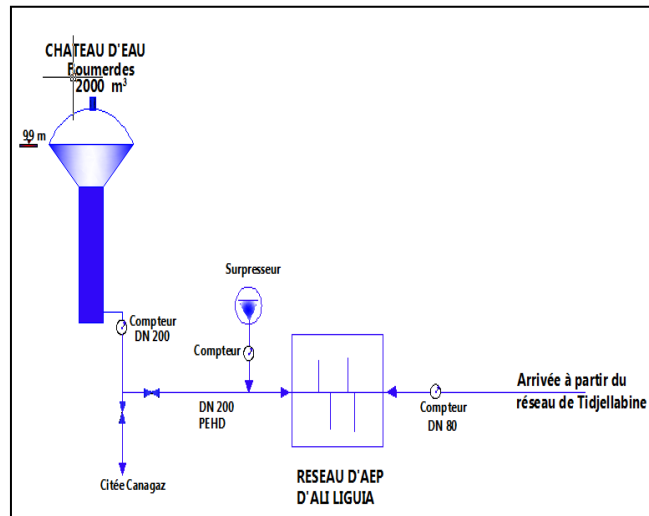 CHATEAU D'EAU
Boumerdes
2000 m³
99 m
Surpresseur
Compteur
DN 200
Compteur
Arrivée à partir du
réseau de Tidjellabine
DN 200
PEHD
Compteur
DN 80
Citée Canagaz
RESEAU D'AEP
D'ALI LIGUIA